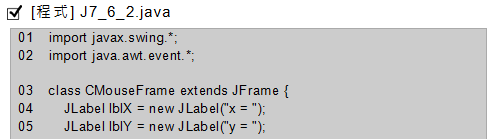 [程式] J7_6_2.java
01 import javax.swing.*;
02 import java.awt.event.*;
03 class CMouseFrame extends JFrame {
04 JLabel lblX = new JLabel("x = ");
05 JLabel lblY = new JLabel("y = ");